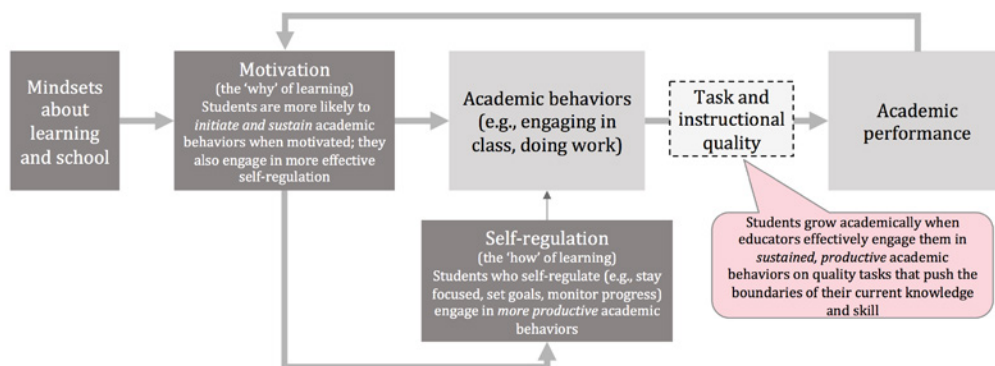 Mindsets
about
learning
and school
Motivation
(the 'why' of learning)
Students are more likely to
initiate and sustain academic
behaviors when motivated; they
also engage in more effective
self-regulation
Academic behaviors
(e.g., engaging in
class, doing work)
Task and
instructional
quality
Academic
performance
Self-regulation
(the 'how' of learning)
Students who self-regulate (e.g., stay
focused, set goals, monitor progress)
engage in more productive academic
behaviors
Students grow academically when
educators effectively engage them in
sustained, productive academic
behaviors on quality tasks that push the
boundaries of their current knowledge
and skill